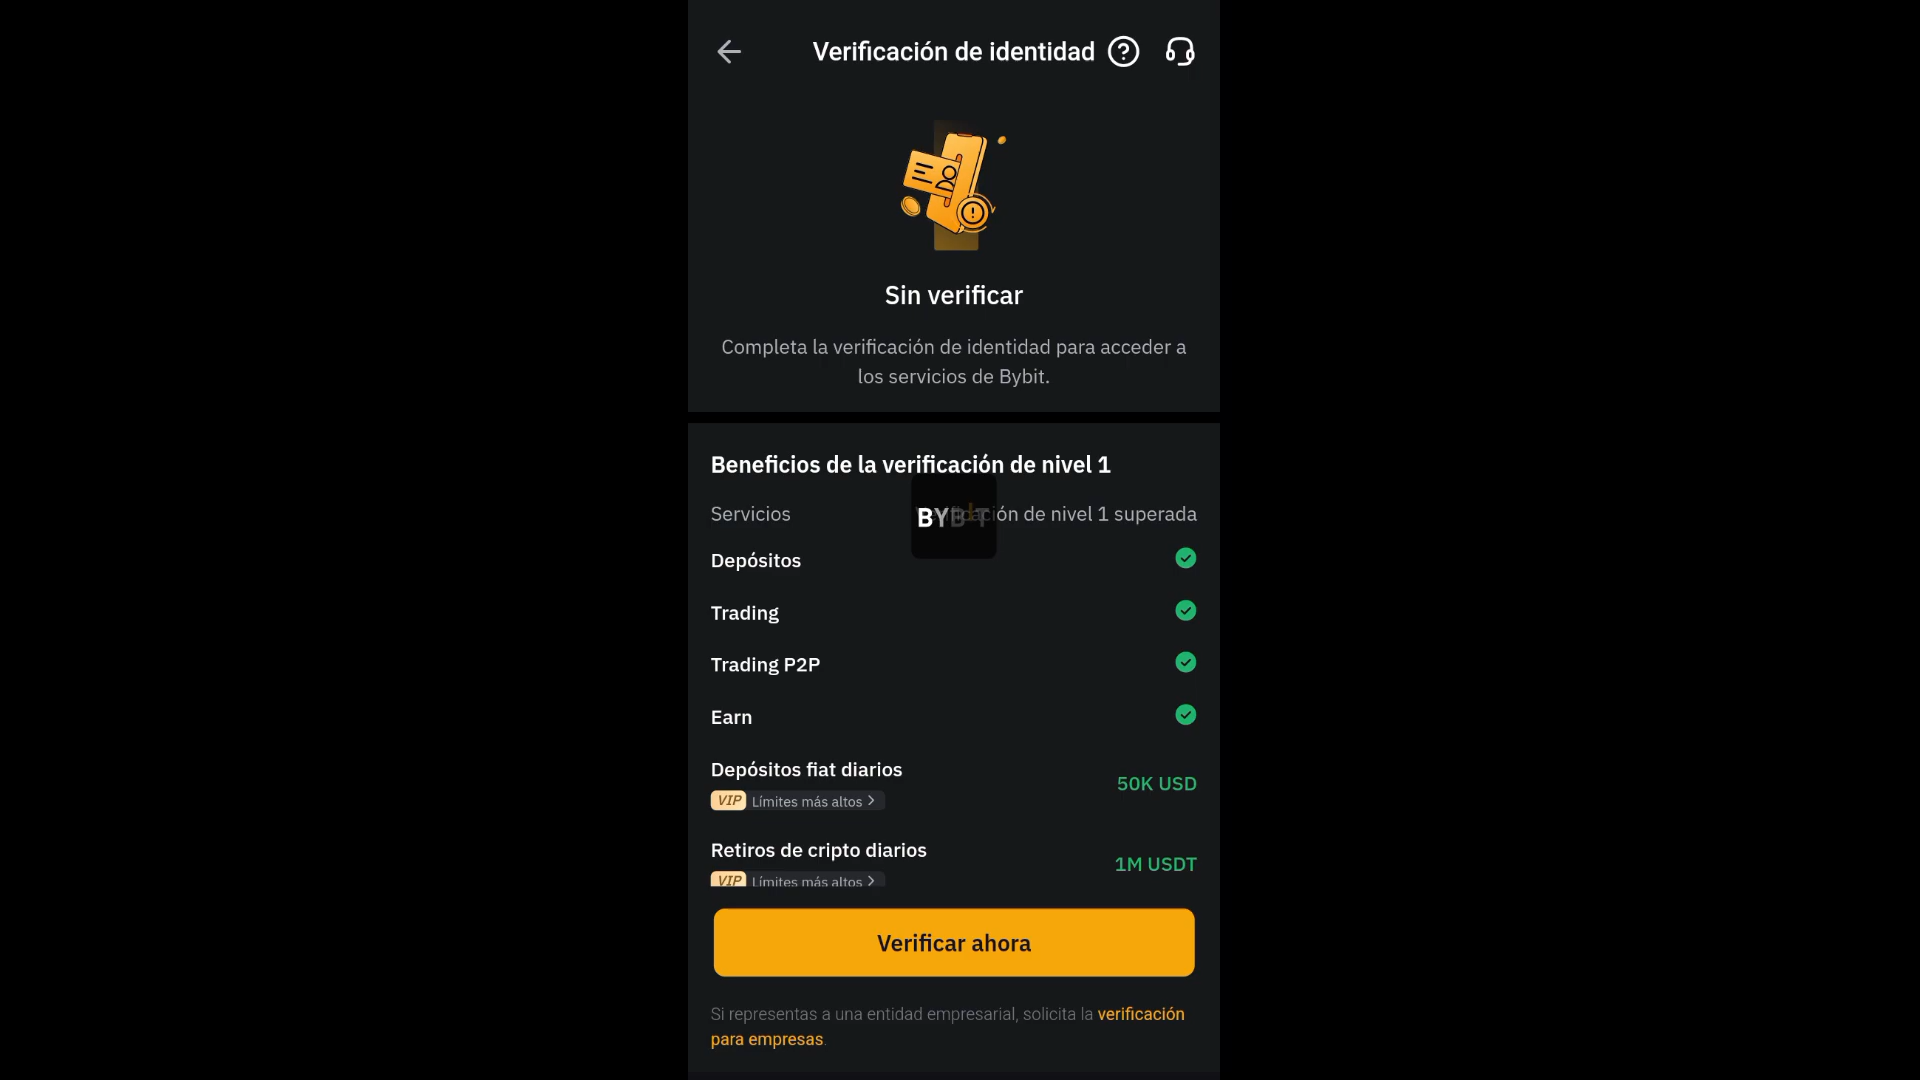 Verificación de identidad
Sin verificar
Completa la verificación de identidad para acceder a
los servicios de Bybit.
Beneficios de la verificación de nivel 1
Servicios
Verificación de nivel 1 superada
BYBIT
Depósitos
Trading
Trading P2P
Earn
Depósitos fiat diarios
50K USD
VIP Límites más altos >
Retiros de cripto diarios
1M USDT
VIP Límites más altos >
Verificar ahora
Si representas a una entidad empresarial, solicita la verificación
para empresas.